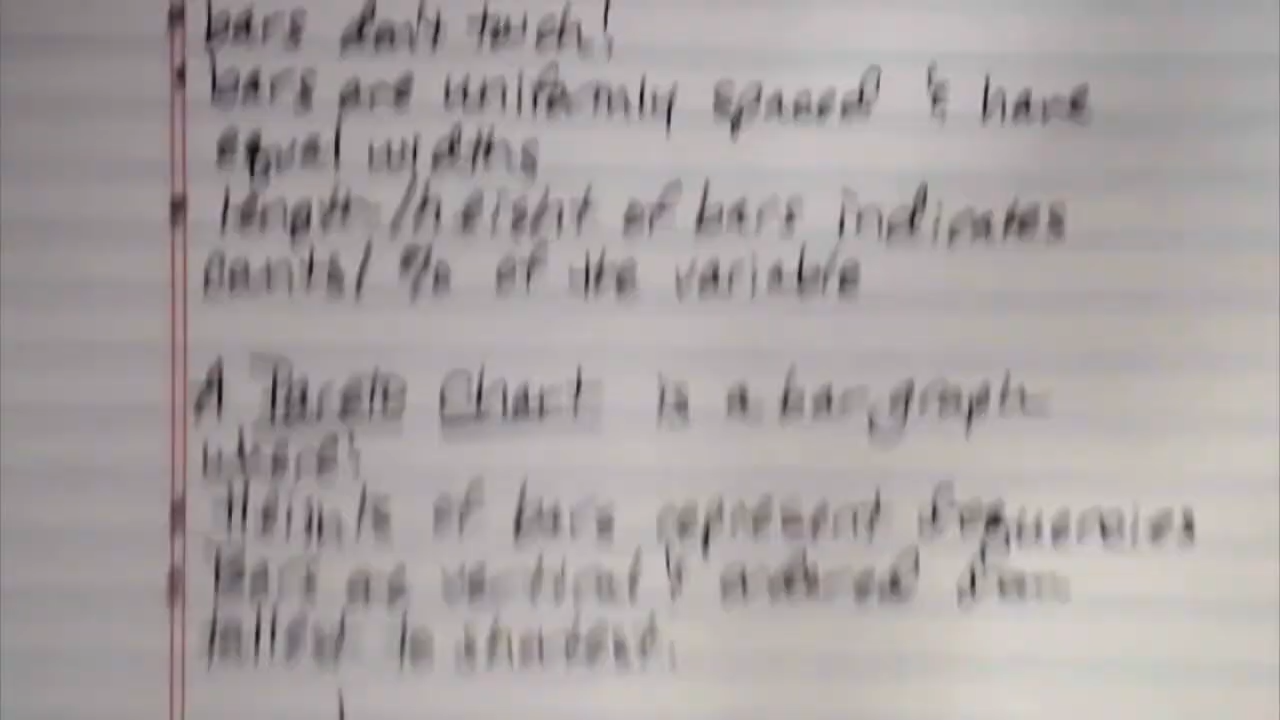 bars don't touch!
bars are uniformly spaced & have
equal widths
length/height of bars indicates
of the variable
A Pareto Chart is a bar graph
where:
Heights of bars represent frequencies
Bars are vertical & ordered from
tallest to shortest.